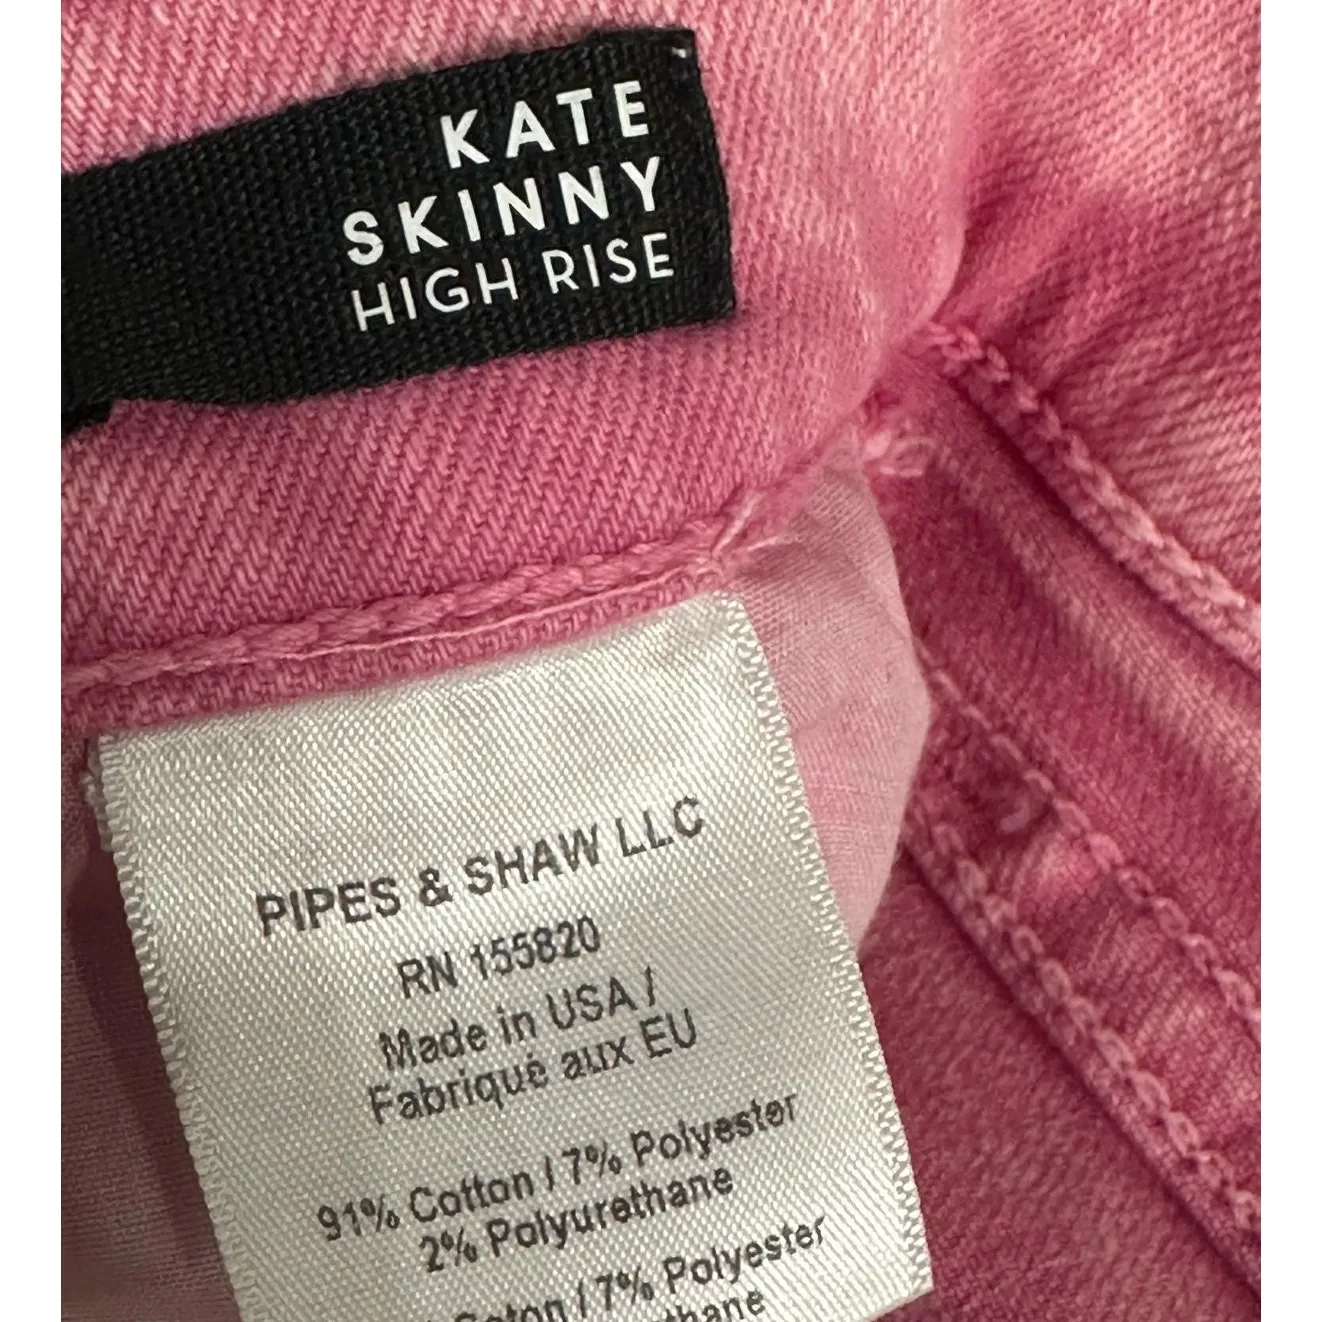 KATE
SKINNY
HIGH RISE
PIPES & SHAW LLC
RN 155820
Made in USA /
Fabriqué aux EU
91% Cotton / 7% Polyester
2% Polyurethane
/ 7% Polyester